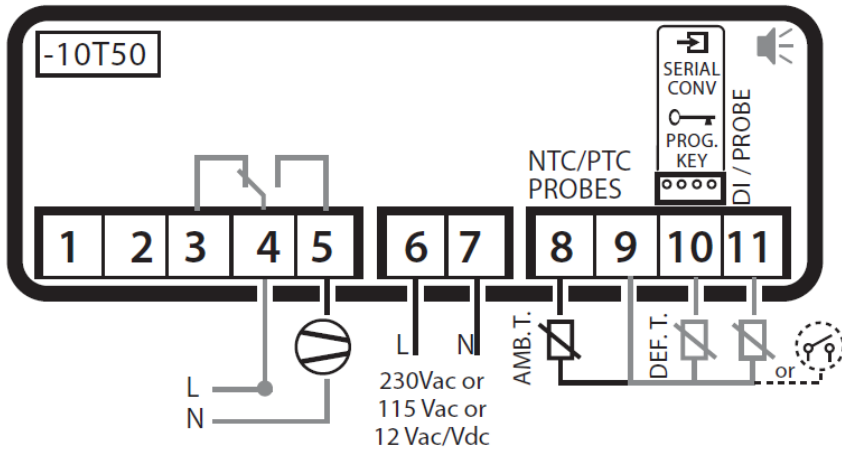 -10T50
SERIAL
CONV
PROG.
KEY
DI / PROBE
NTC/PTC
PROBES
1 2 3 4 5 6 7 8 9 10 11
L
N
L N
230Vac or
115 Vac or
12 Vac/Vdc
AMB. T.
DEF. T.
or